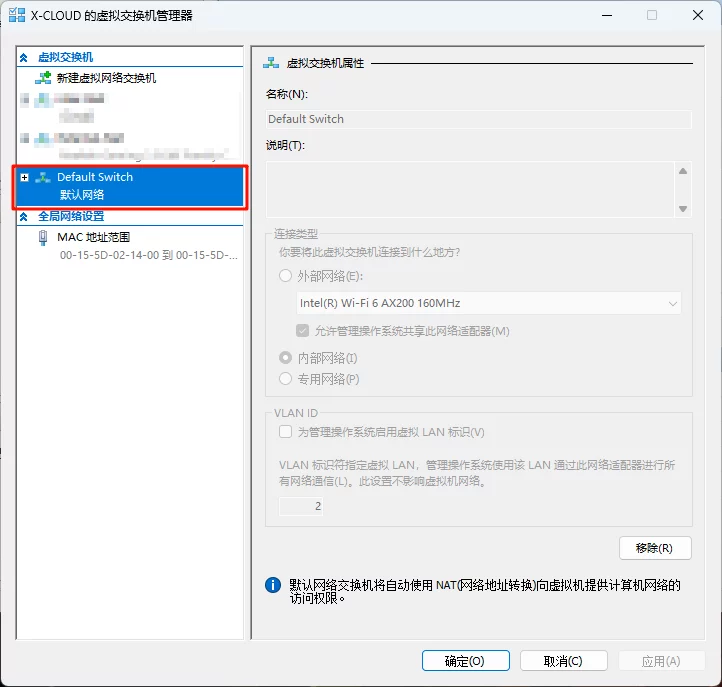 X-CLOUD 的虚拟交换机管理器
虚拟交换机
新建虚拟网络交换机
Default Switch
默认网络
全局网络设置
MAC 地址范围
00-15-5D-02-14-00 到 00-15-5D-...
虚拟交换机属性
名称(N):
Default Switch
说明(T):
连接类型
你要将此虚拟交换机连接到什么地方?
外部网络(E):
Intel(R) Wi-Fi 6 AX200 160MHz
允许管理操作系统共享此网络适配器(M)
内部网络(I)
专用网络(P)
VLAN ID
为管理操作系统启用虚拟 LAN 标识(V)
VLAN 标识符指定虚拟 LAN，管理操作系统使用该 LAN 通过此网络适配器进行所
有网络通信(L)。此设置不影响虚拟机网络。
2
移除(R)
默认网络交换机将自动使用 NAT(网络地址转换)向虚拟机提供计算机网络的
访问权限。
确定(O)
取消(C)
应用(A)